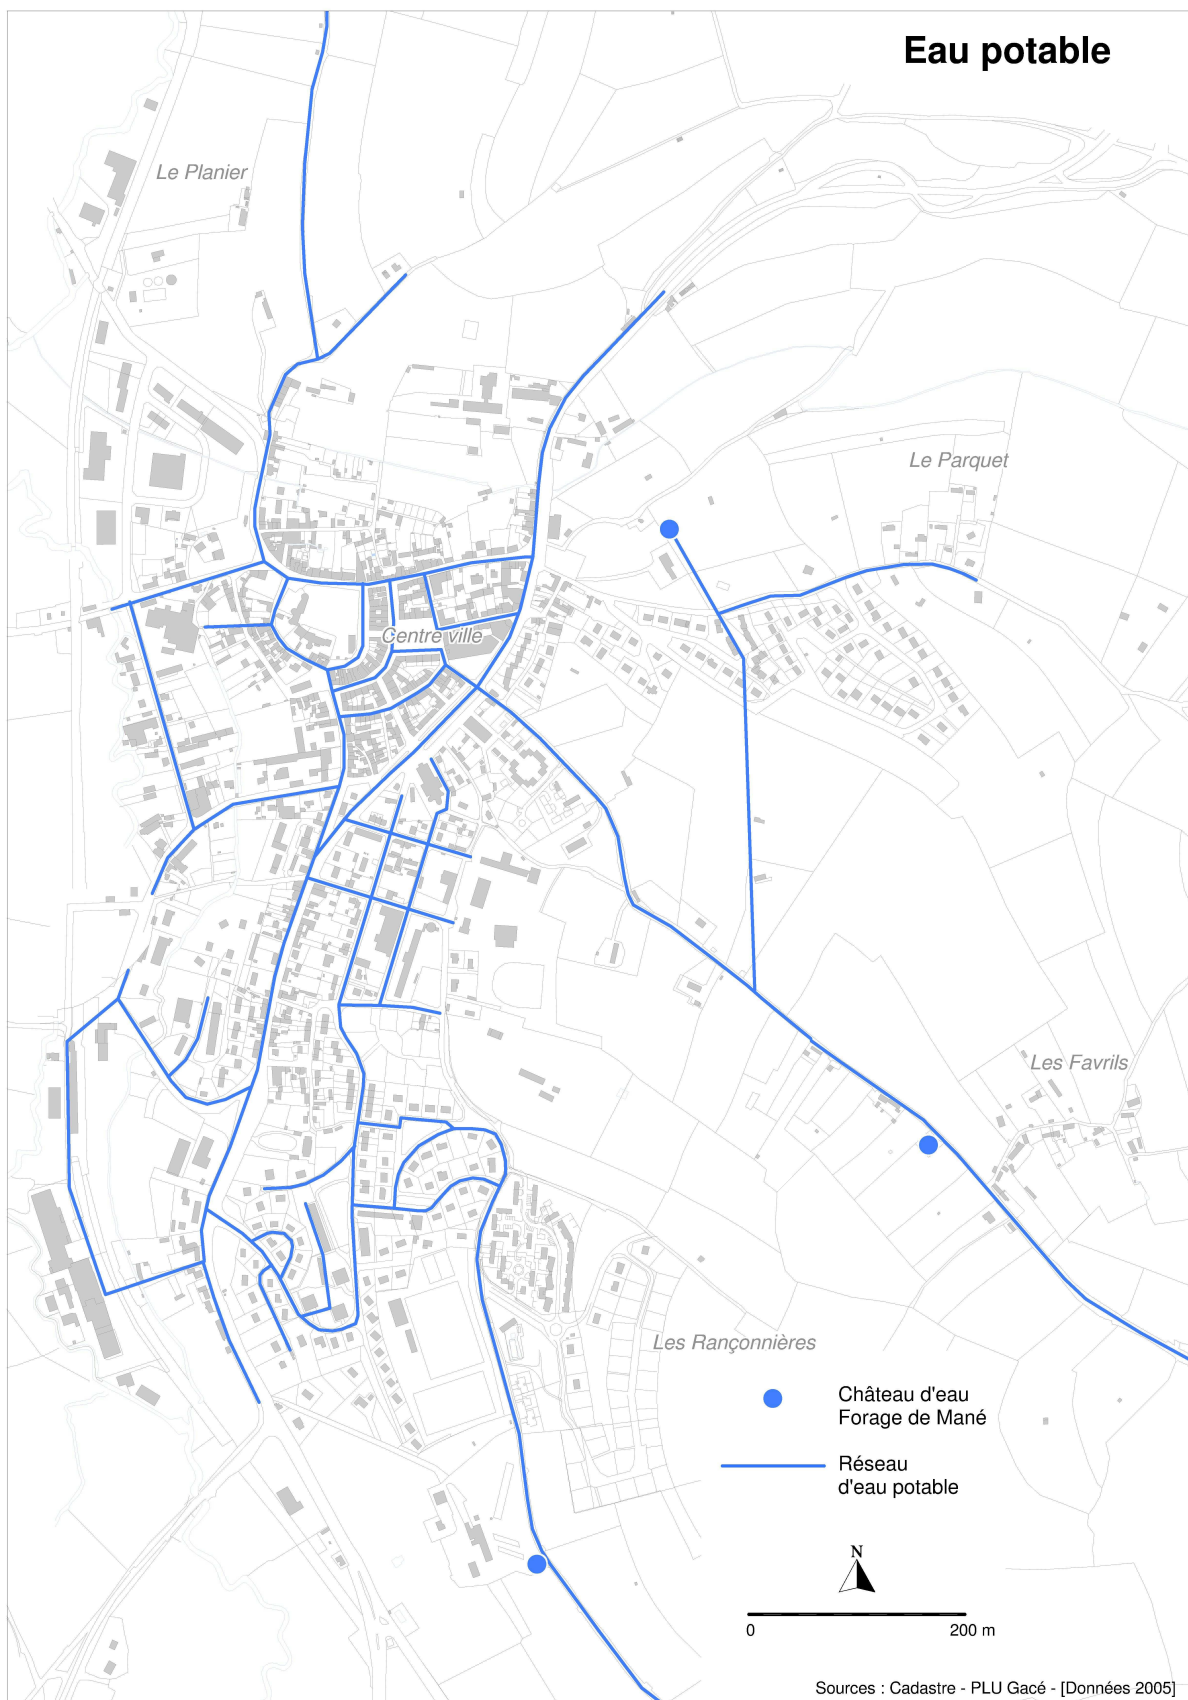 Eau potable
Le Planier
Le Parquet
Centre ville
Les Favrils
Les Rançonnières
Château d'eau
Forage de Mané
Réseau
d'eau potable
N
0
200 m
Sources : Cadastre - PLU Gacé - [Données 2005]